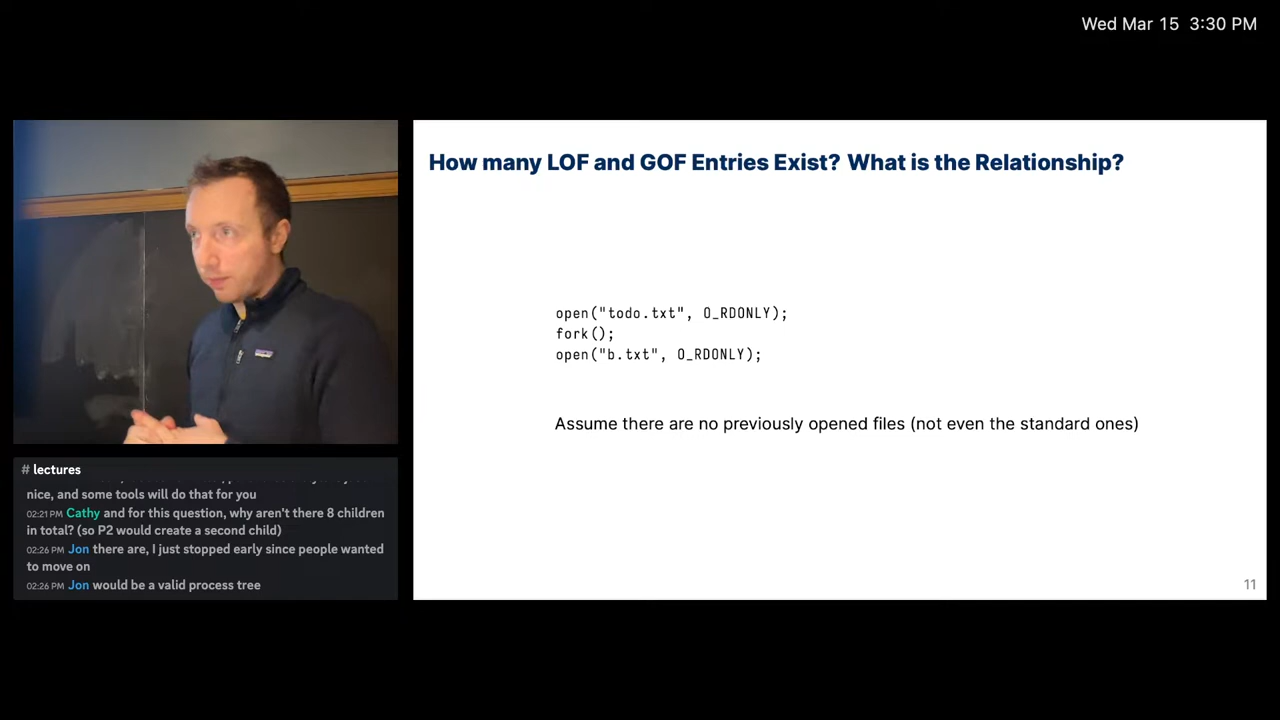 Wed Mar 15 3:30 PM
How many LOF and GOF Entries Exist? What is the Relationship?
open("todo.txt", O_RDONLY);
fork();
open("b.txt", O_RDONLY);
Assume there are no previously opened files (not even the standard ones)
11
# lectures
nice, and some tools will do that for you
02:21 PM Cathy and for this question, why aren't there 8 children
in total? (so P2 would create a second child)
02:26 PM Jon there are, I just stopped early since people wanted
to move on
02:26 PM Jon would be a valid process tree